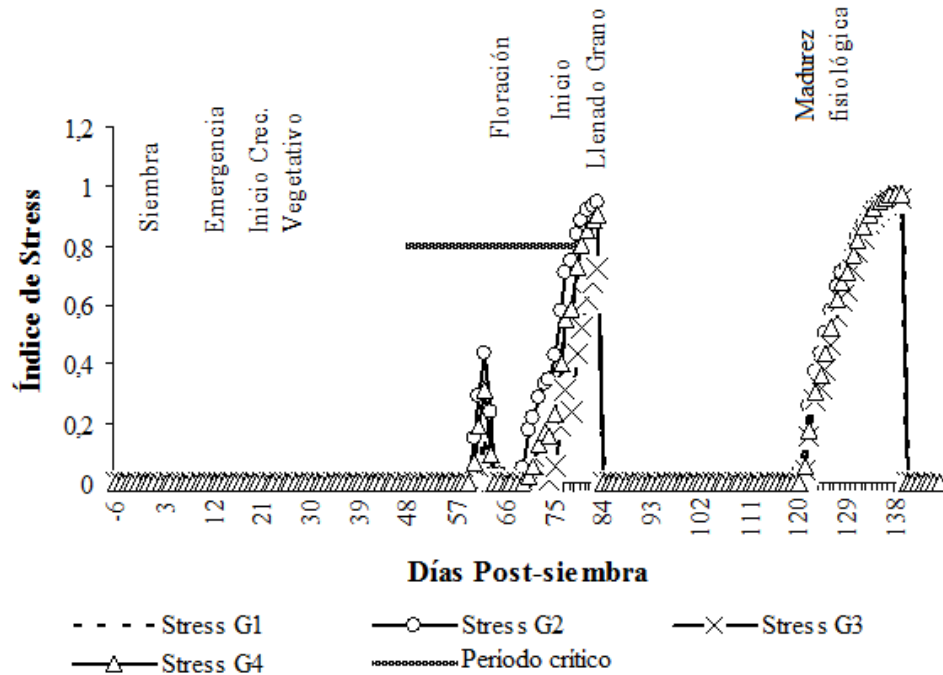 Siembra
Emergencia
Inicio Crec.
Vegetativo
Floración
Inicio
Llenado Grano
Madurez
fisiológica
Índice de Stress
1,2
1
0,8
0,6
0,4
0,2
0
-6 3 12 21 30 39 48 57 66 75 84 93 102 111 120 129 138
Días Post-siembra
Stress G1 Stress G2 Stress G3
Stress G4 Período crítico